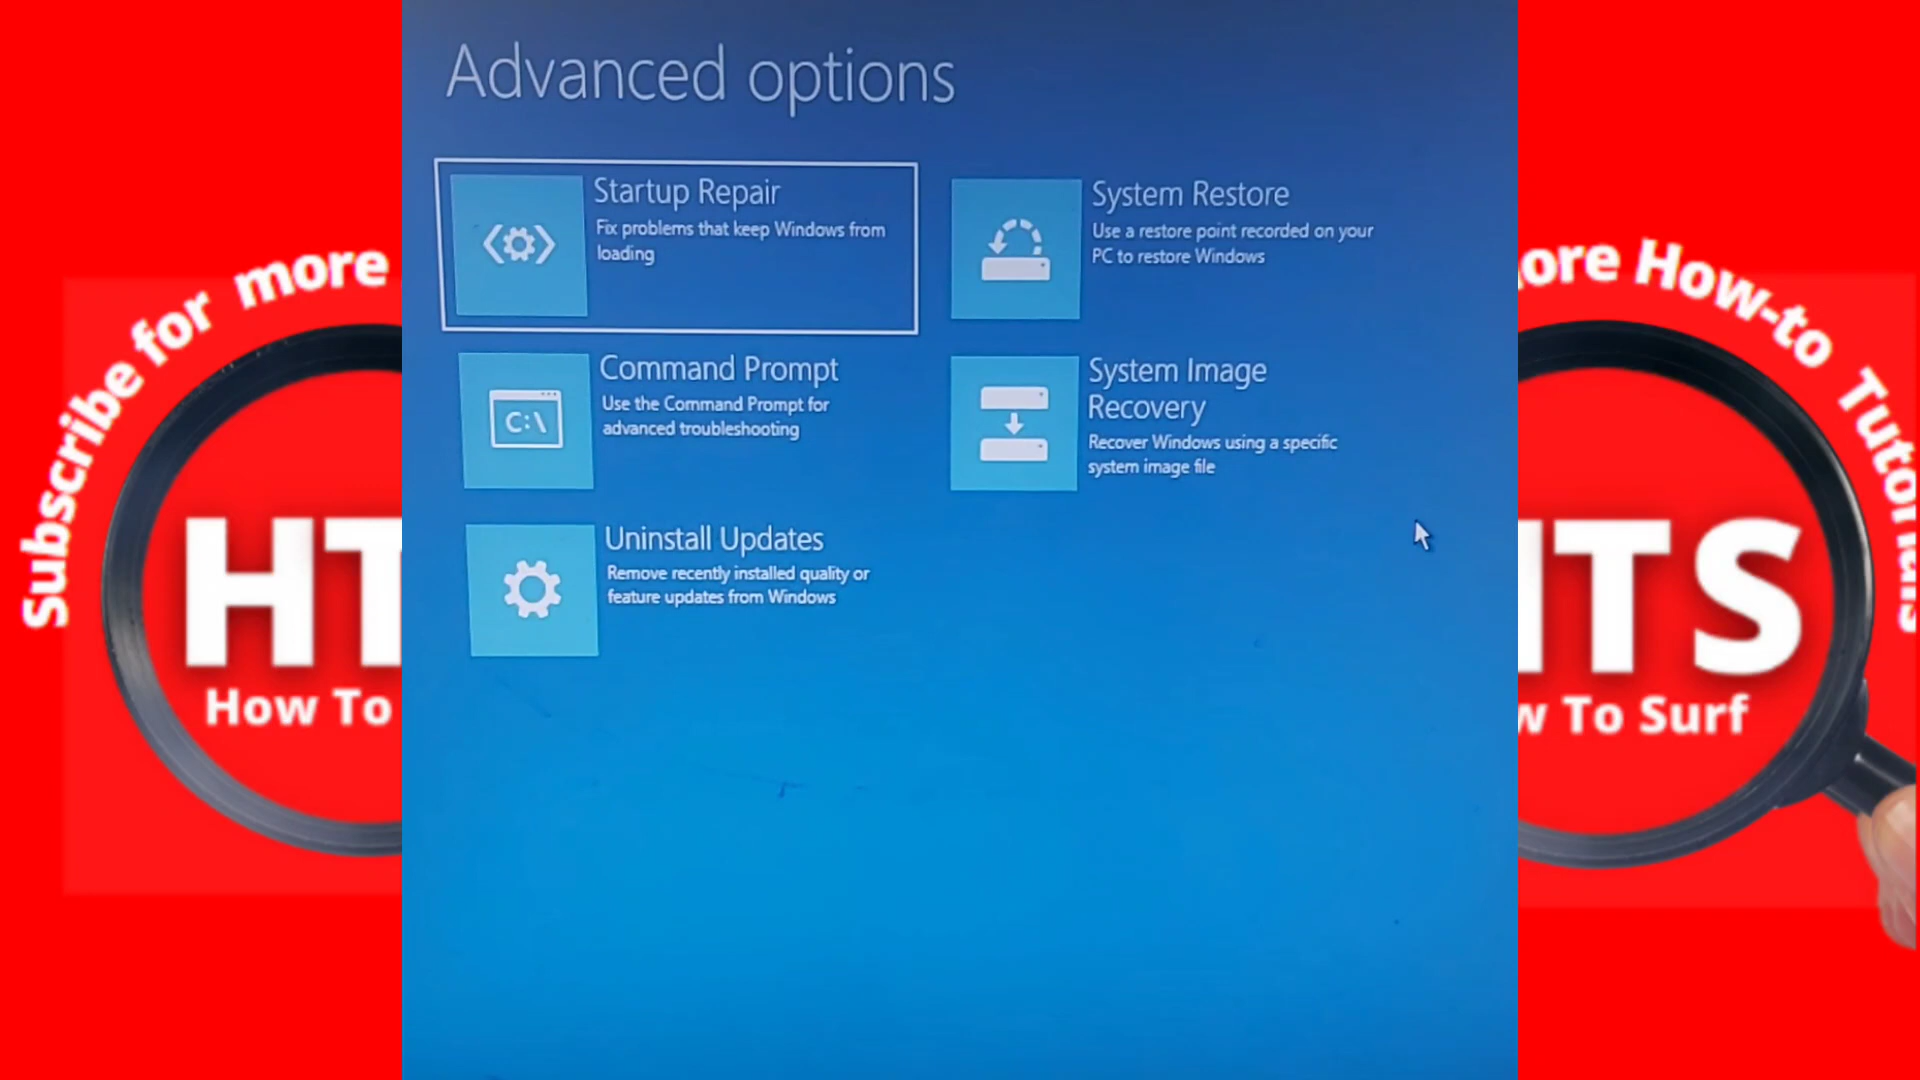 Advanced options
Startup Repair
Fix problems that keep Windows from
loading
System Restore
Use a restore point recorded on your
PC to restore Windows
Command Prompt
Use the Command Prompt for
advanced troubleshooting
C:\
System Image
Recovery
Recover Windows using a specific
system image file
Uninstall Updates
Remove recently installed quality or
feature updates from Windows
Subscribe for more
HT
How To
ore How-to Tutorials
HTS
w To Surf